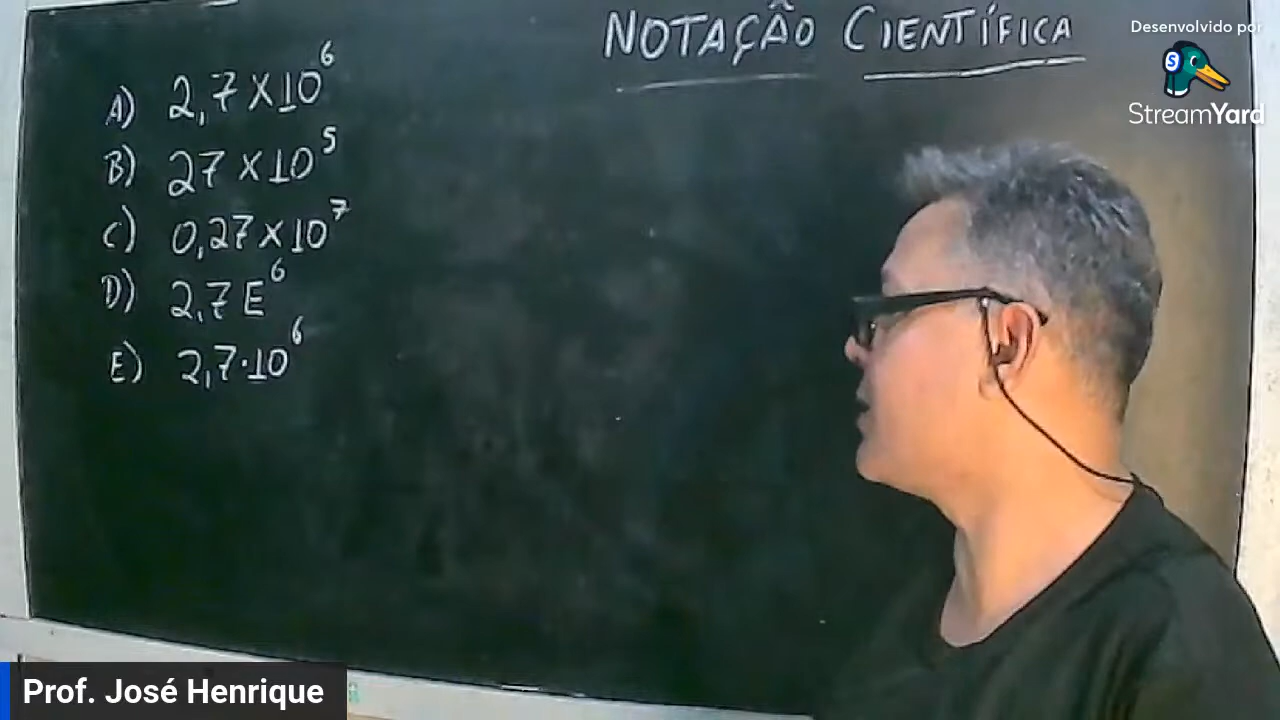 NOTAÇÃO CIENTÍFICA
A) 2,7 X 10⁶
B) 27 X 10⁵
C) 0,27 X 10⁷
D) 2,7 E⁶
E) 2,7·10⁶
Desenvolvido por
StreamYard
Prof. José Henrique